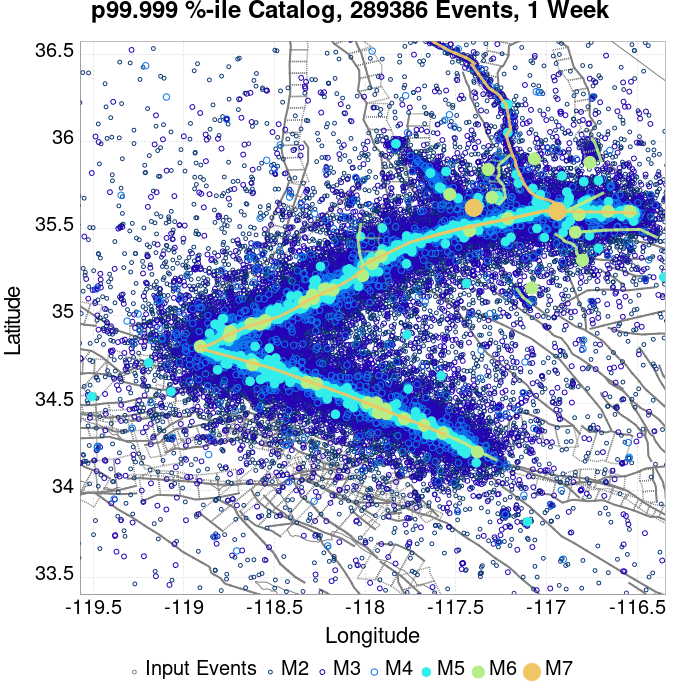 p99.999 %-ile Catalog, 289386 Events, 1 Week
36.5
36
35.5
35
34.5
34
33.5
Latitude
-119.5 -119 -118.5 -118 -117.5 -117 -116.5
Longitude
Input Events M2 M3 M4 M5 M6 M7